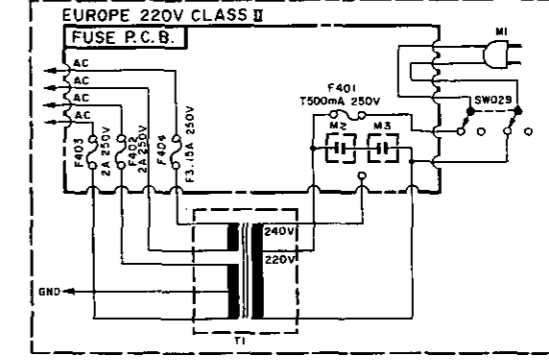 EUROPE 220V CLASS II
FUSE P.C.B.
M1
AC
AC
AC
AC
F401
T500mA 250V
SW029
M2 M3
F403
2A 250V
F402
2A 250V
F404
F3.15A 250V
240V
220V
GND
T1